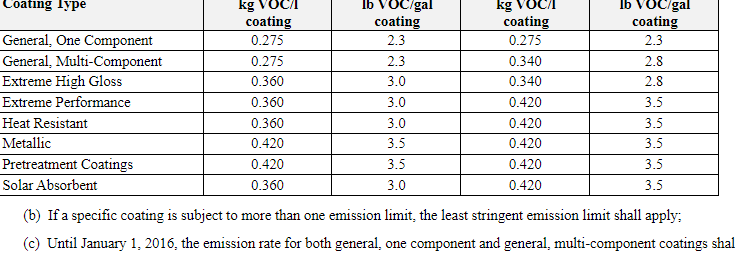 Coating Type kg VOC/l lb VOC/gal kg VOC/l lb VOC/gal
coating coating coating coating
General, One Component 0.275 2.3 0.275 2.3
General, Multi-Component 0.275 2.3 0.340 2.8
Extreme High Gloss 0.360 3.0 0.340 2.8
Extreme Performance 0.360 3.0 0.420 3.5
Heat Resistant 0.360 3.0 0.420 3.5
Metallic 0.420 3.5 0.420 3.5
Pretreatment Coatings 0.420 3.5 0.420 3.5
Solar Absorbent 0.360 3.0 0.420 3.5
(b) If a specific coating is subject to more than one emission limit, the least stringent emission limit shall apply;
(c) Until January 1, 2016, the emission rate for both general, one component and general, multi-component coatings shal